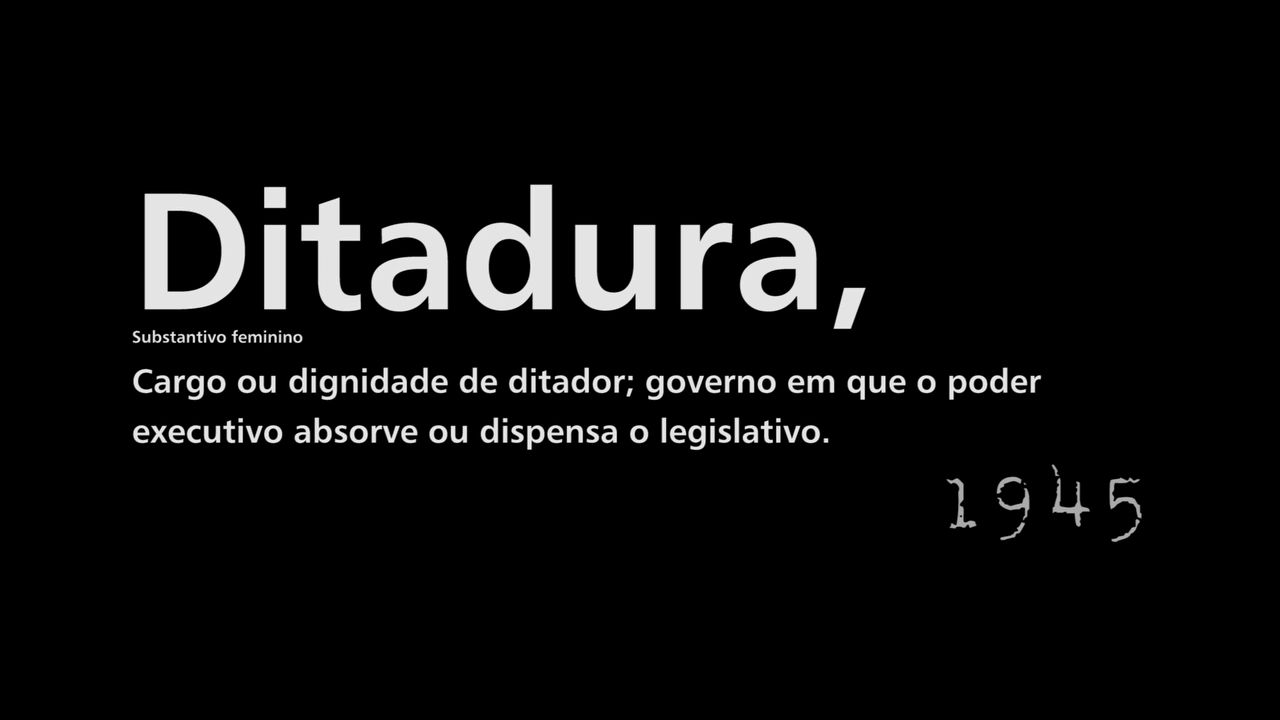 Ditadura,
Substantivo feminino
Cargo ou dignidade de ditador; governo em que o poder
executivo absorve ou dispensa o legislativo.
1945